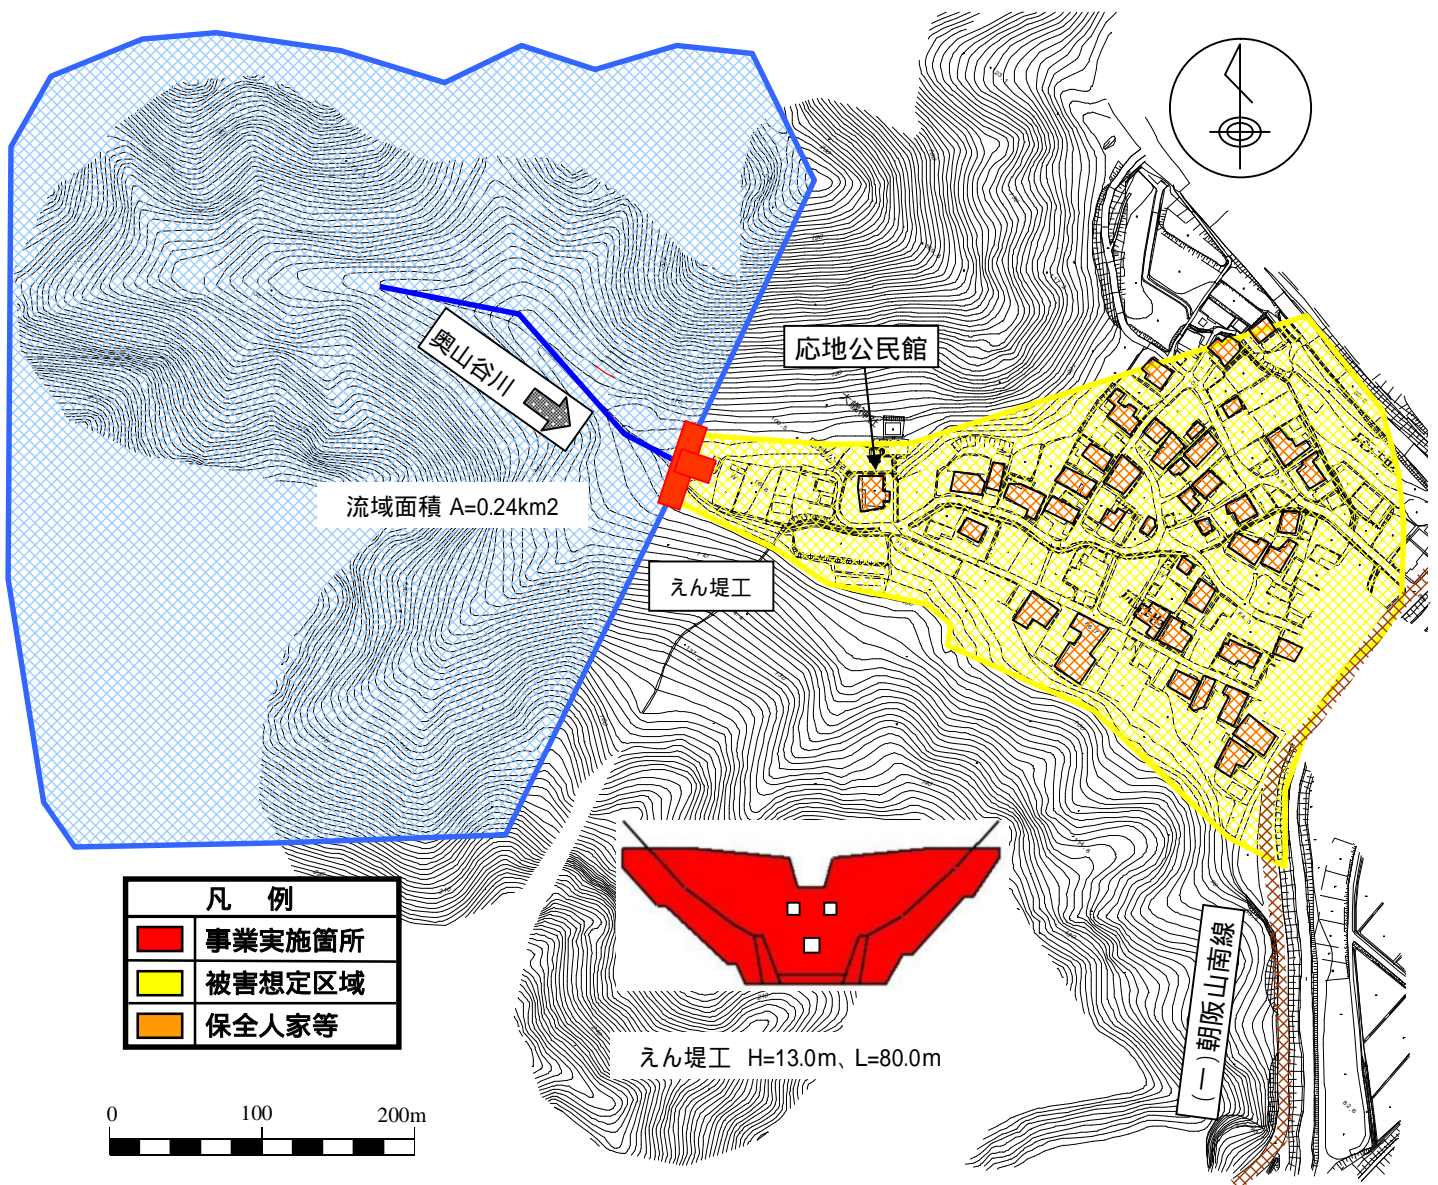 応地公民館
奥山谷川
流域面積 A=0.24km2
えん堤工
凡 例
事業実施箇所
被害想定区域
保全人家等
えん堤工 H=13.0m、L=80.0m
(一)朝阪山南線
0 100 200m